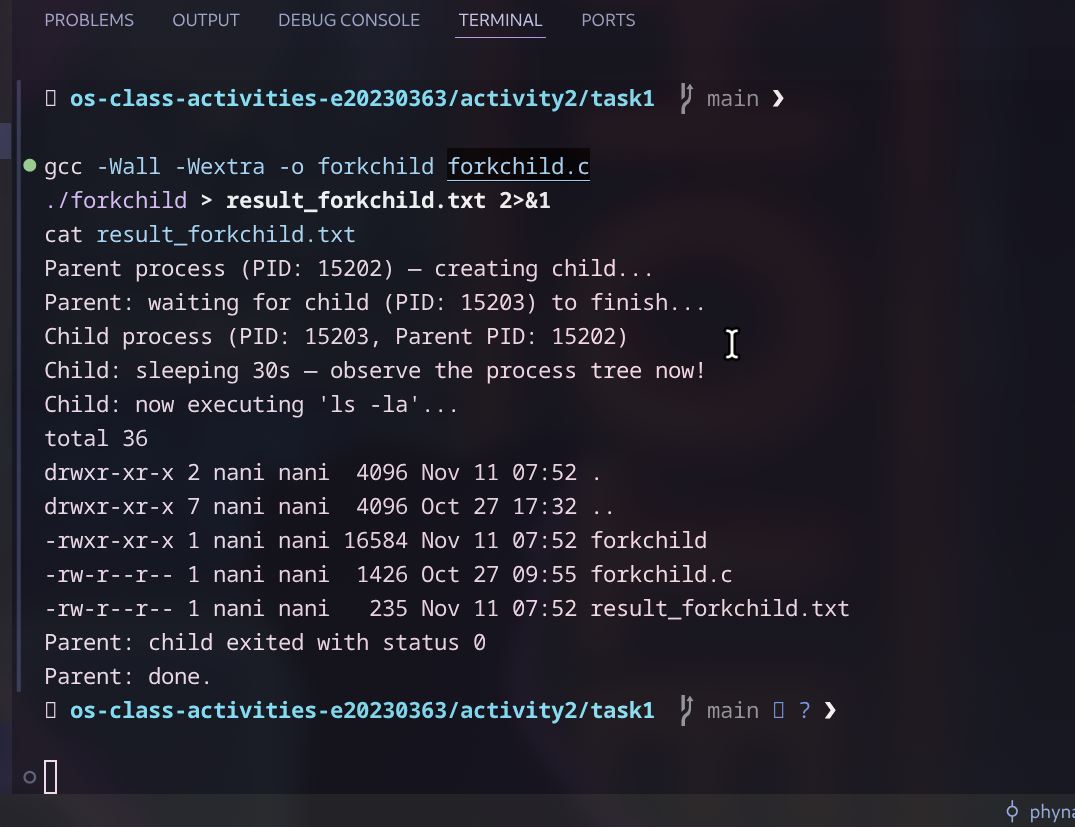 PROBLEMS OUTPUT DEBUG CONSOLE TERMINAL PORTS
os-class-activities-e20230363/activity2/task1 main ❯
gcc -Wall -Wextra -o forkchild forkchild.c
./forkchild > result_forkchild.txt 2>&1
cat result_forkchild.txt
Parent process (PID: 15202) — creating child...
Parent: waiting for child (PID: 15203) to finish...
Child process (PID: 15203, Parent PID: 15202)
Child: sleeping 30s — observe the process tree now!
Child: now executing 'ls -la'...
total 36
drwxr-xr-x 2 nani nani  4096 Nov 11 07:52 .
drwxr-xr-x 7 nani nani  4096 Oct 27 17:32 ..
-rwxr-xr-x 1 nani nani 16584 Nov 11 07:52 forkchild
-rw-r--r-- 1 nani nani  1426 Oct 27 09:55 forkchild.c
-rw-r--r-- 1 nani nani   235 Nov 11 07:52 result_forkchild.txt
Parent: child exited with status 0
Parent: done.
os-class-activities-e20230363/activity2/task1 main ? ❯